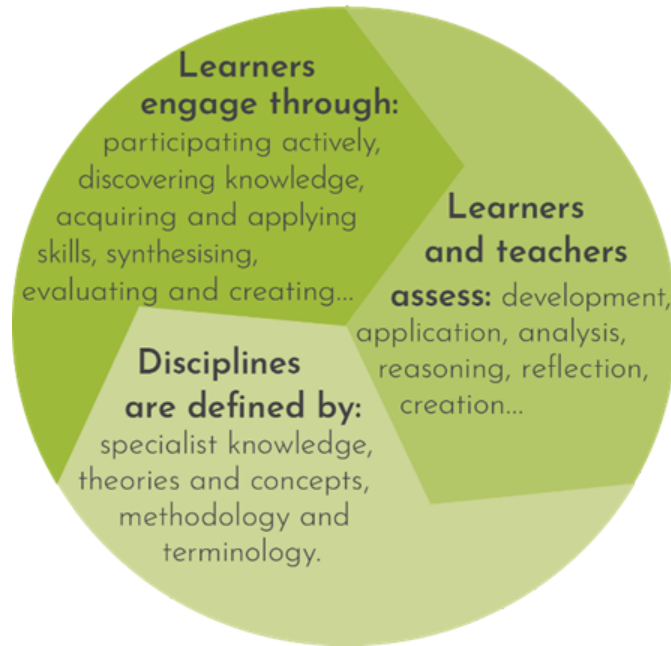 Learners
engage through:
participating actively,
discovering knowledge,
acquiring and applying
skills, synthesising,
evaluating and creating...
Learners
and teachers
assess: development,
application, analysis,
reasoning, reflection,
creation...
Disciplines
are defined by:
specialist knowledge,
theories and concepts,
methodology and
terminology.